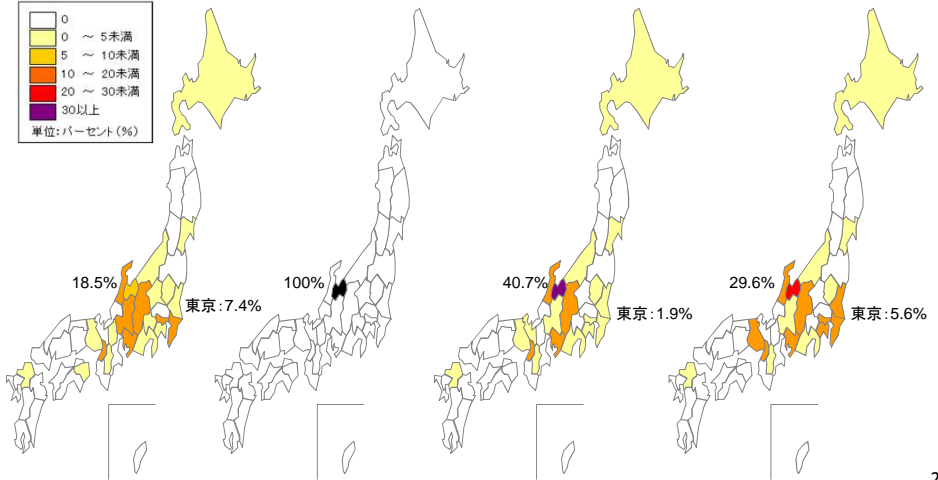 0
0 ～ 5未満
5 ～ 10未満
10 ～ 20未満
20 ～ 30未満
30以上
単位:パーセント(%)
18.5%
東京:7.4%
100%
40.7%
東京:1.9%
29.6%
東京:5.6%
2